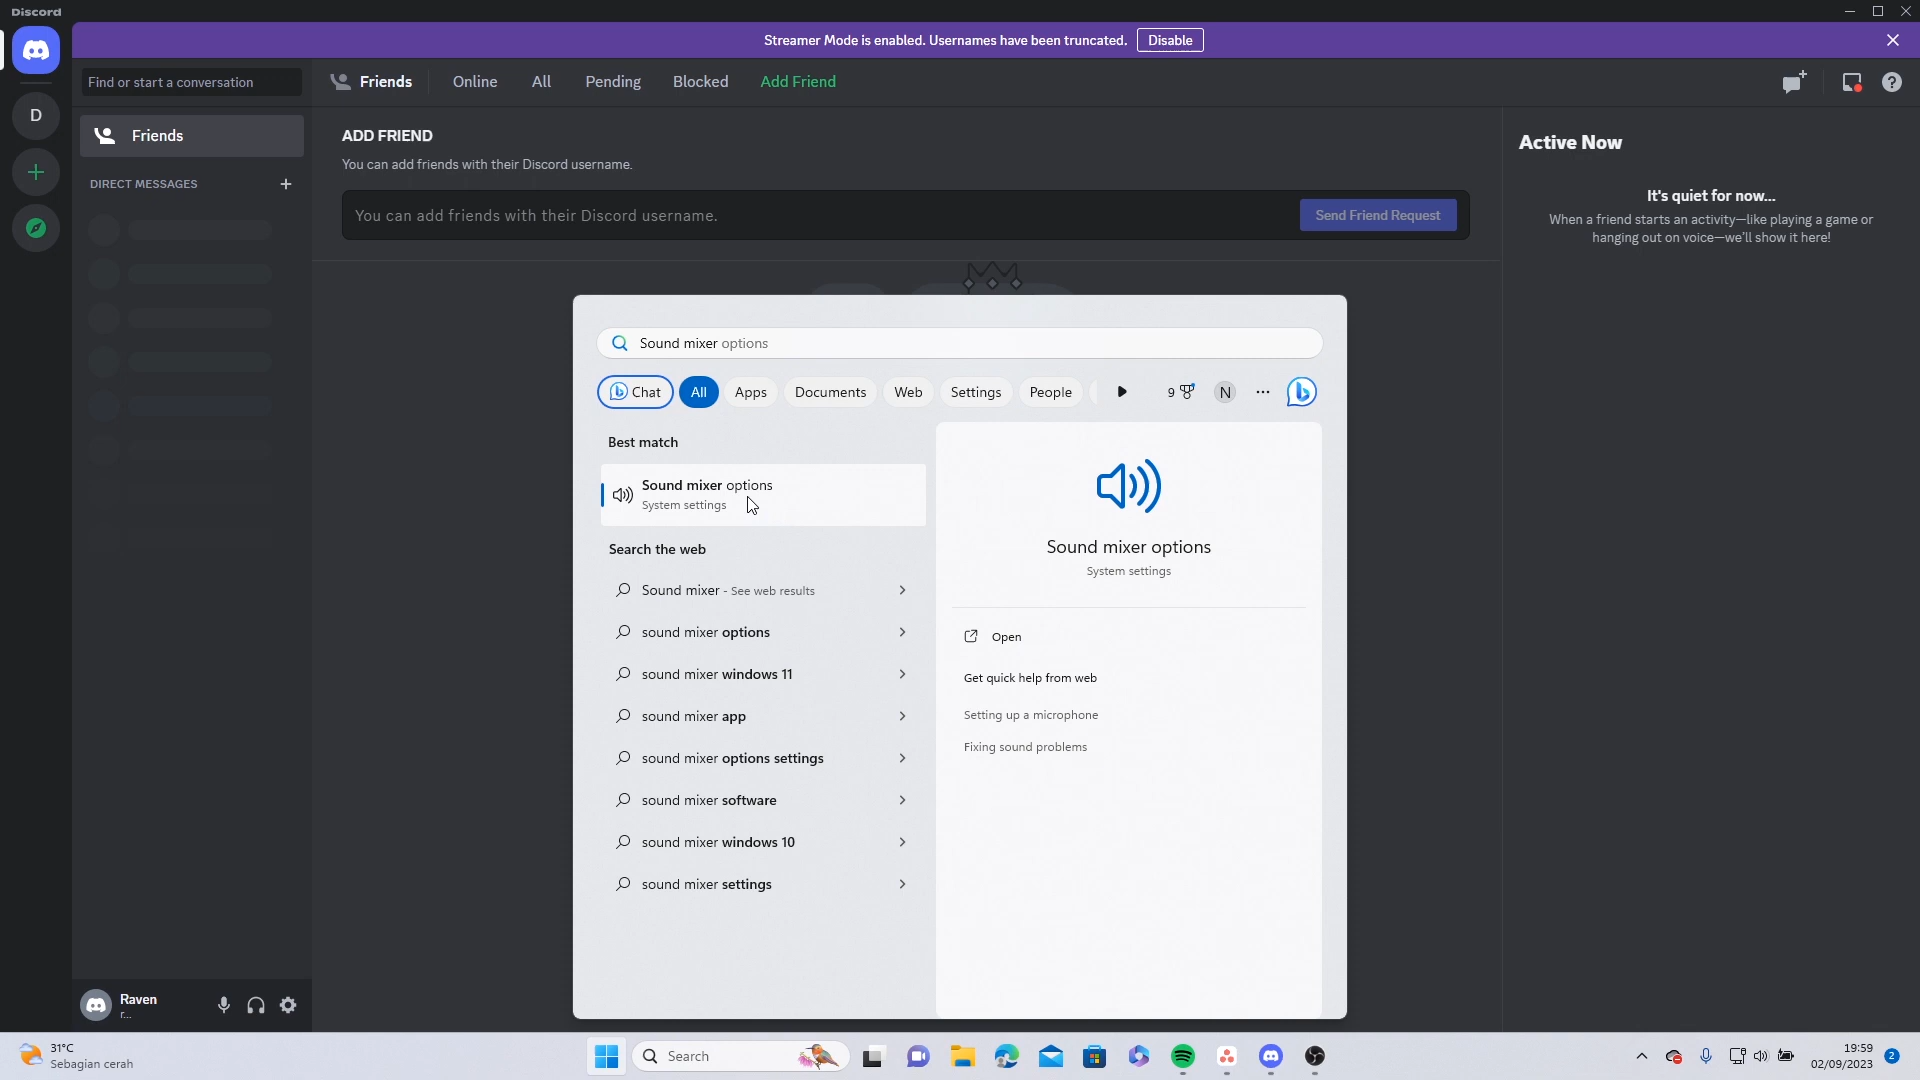 Discord
Streamer Mode is enabled. Usernames have been truncated. Disable
Find or start a conversation
Friends Online All Pending Blocked Add Friend
D
Friends
DIRECT MESSAGES
ADD FRIEND
You can add friends with their Discord username.
You can add friends with their Discord username. Send Friend Request
Active Now
It's quiet for now...
When a friend starts an activity—like playing a game or
hanging out on voice—we'll show it here!
Sound mixer options
Chat All Apps Documents Web Settings People 9 N
Best match
Sound mixer options
System settings
Search the web
Sound mixer - See web results
sound mixer options
sound mixer windows 11
sound mixer app
sound mixer options settings
sound mixer software
sound mixer windows 10
sound mixer settings
Sound mixer options
System settings
Open
Get quick help from web
Setting up a microphone
Fixing sound problems
Raven
r...
31°C
Sebagian cerah
Search
19:59
02/09/2023
2